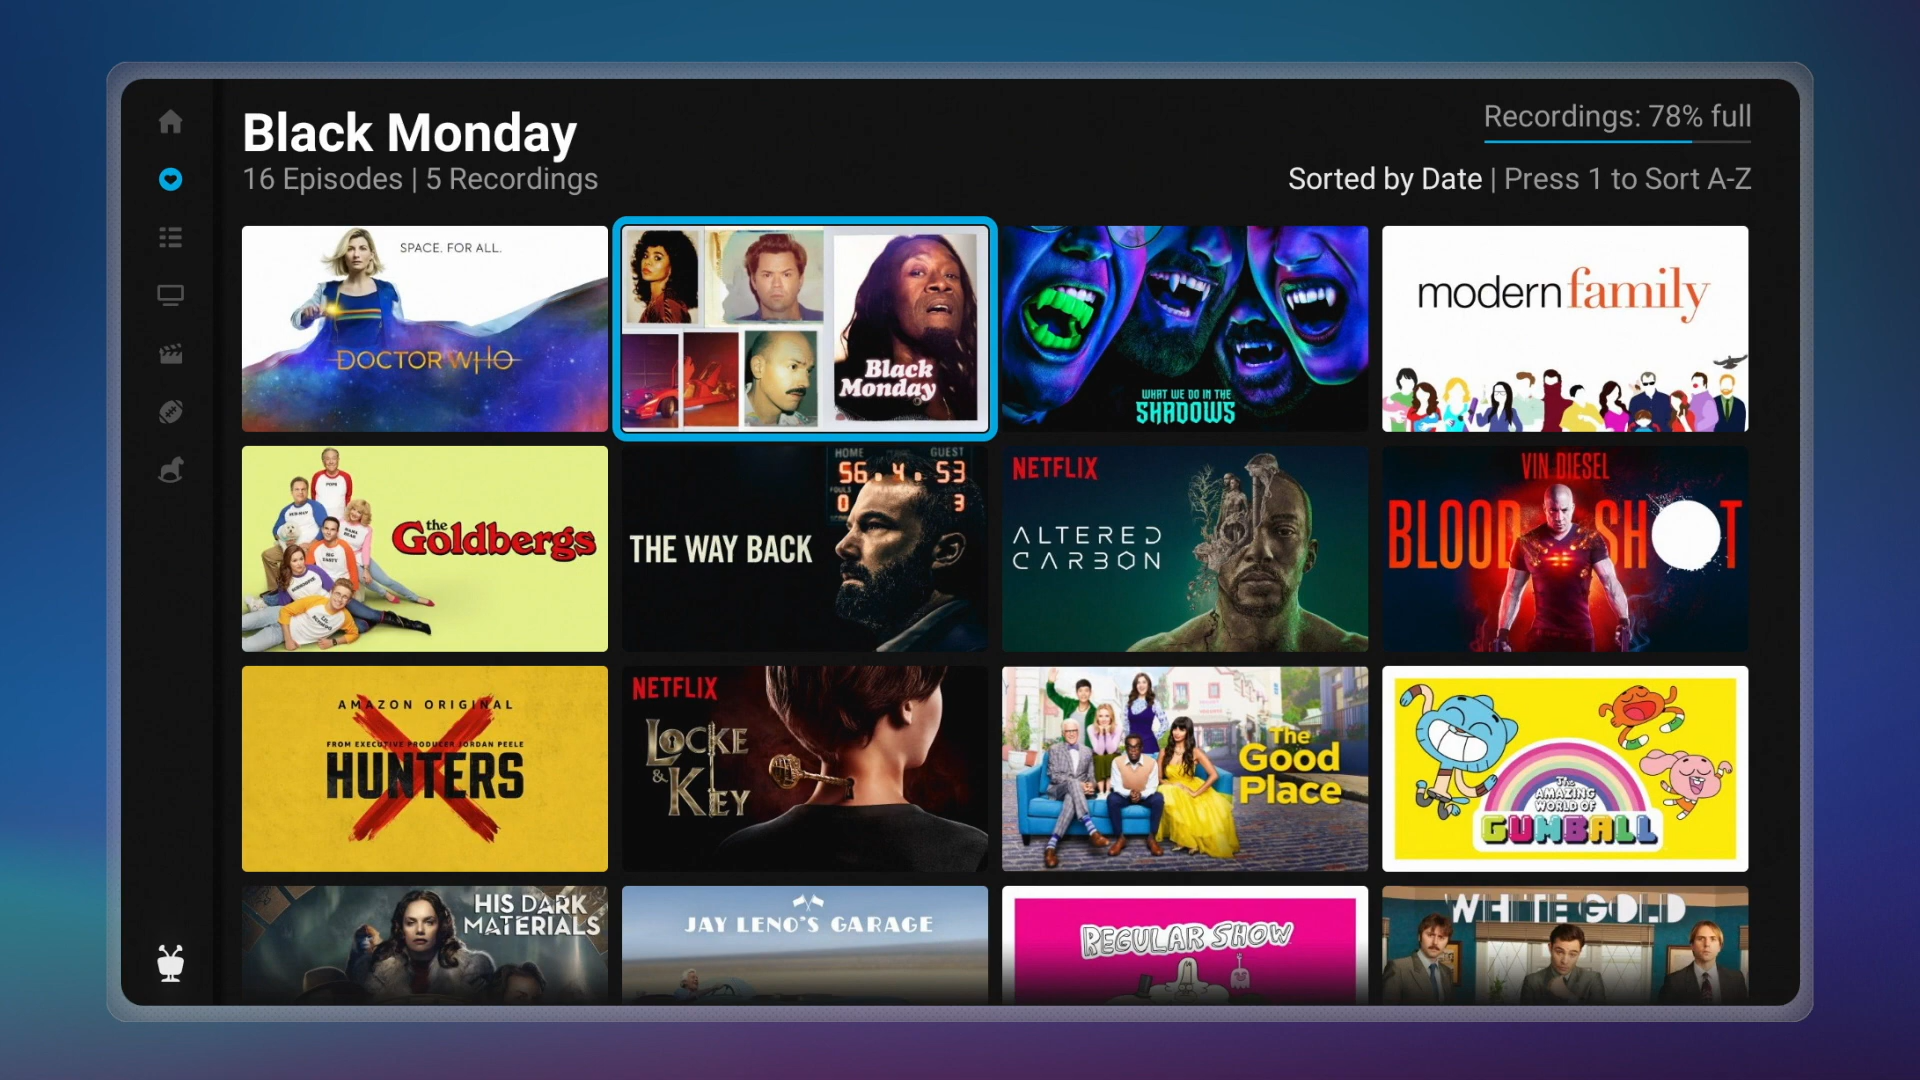 Black Monday
16 Episodes | 5 Recordings
Recordings: 78% full
Sorted by Date | Press 1 to Sort A-Z
SPACE. FOR ALL.
DOCTOR WHO
Black
Monday
WHAT WE DO IN THE
SHADOWS
modern family
the
Goldbergs
THE WAY BACK
HOME GUEST
56 . 4 . 53
0 3
NETFLIX
ALTERED
CARBON
VIN DIESEL
BLOODSHOT
AMAZON ORIGINAL
FROM EXECUTIVE PRODUCER JORDAN PEELE
HUNTERS
NETFLIX
LOCKE
& KEY
The
Good
Place
THE
AMAZING
WORLD OF
GUMBALL
HIS DARK
MATERIALS
JAY LENO'S GARAGE
REGULAR SHOW
WHITE GOLD